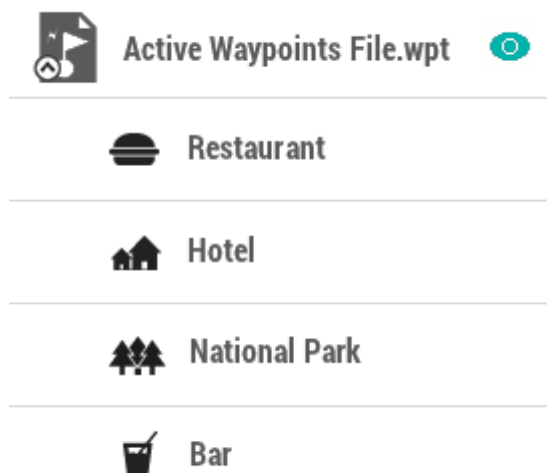 Active Waypoints File.wpt
Restaurant
Hotel
National Park
Bar